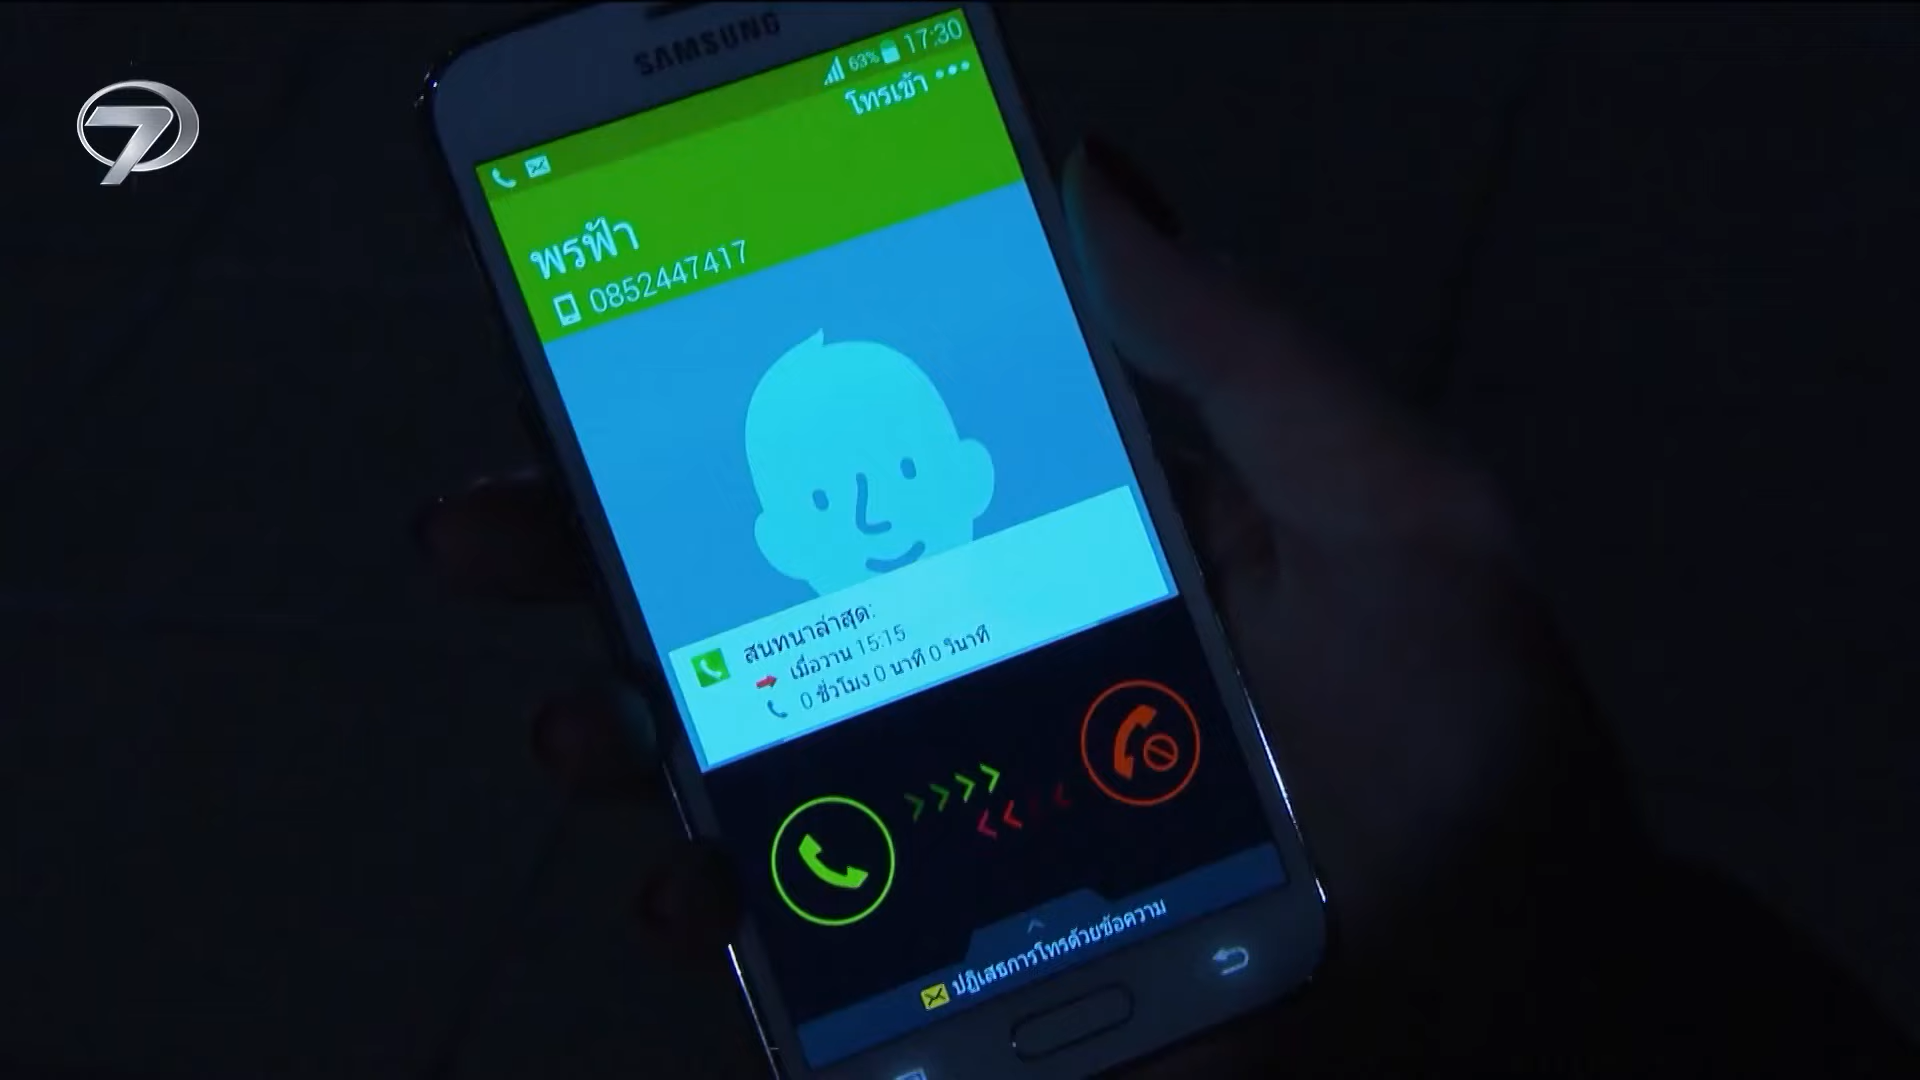 7
SAMSUNG
63% 17:30
โทรเข้า
พรฟ้า
0852447417
สนทนาล่าสุด:
เมื่อวาน 15:15
0 ชั่วโมง 0 นาที 0 วินาที
ปฏิเสธการโทรด้วยข้อความ